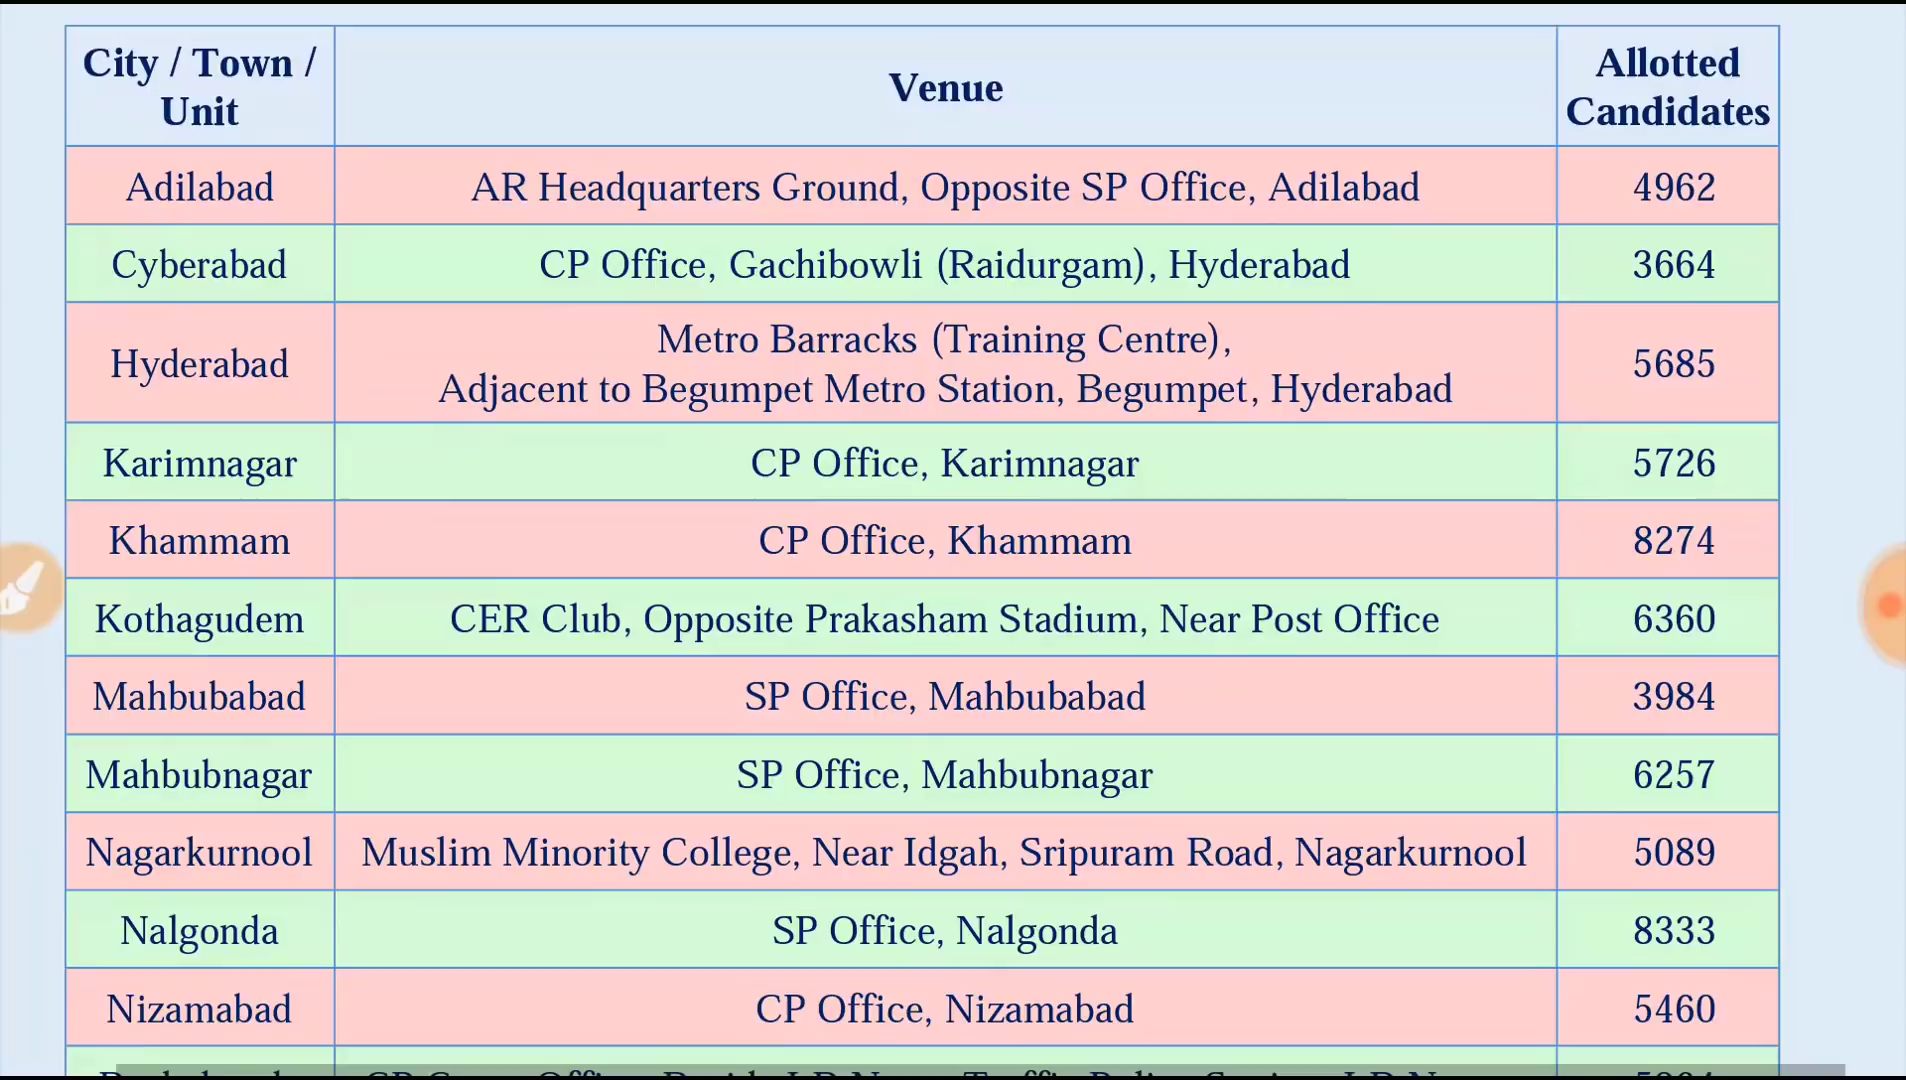 City / Town / Unit
Venue
Allotted Candidates
Adilabad
AR Headquarters Ground, Opposite SP Office, Adilabad
4962
Cyberabad
CP Office, Gachibowli (Raidurgam), Hyderabad
3664
Hyderabad
Metro Barracks (Training Centre),
Adjacent to Begumpet Metro Station, Begumpet, Hyderabad
5685
Karimnagar
CP Office, Karimnagar
5726
Khammam
CP Office, Khammam
8274
Kothagudem
CER Club, Opposite Prakasham Stadium, Near Post Office
6360
Mahbubabad
SP Office, Mahbubabad
3984
Mahbubnagar
SP Office, Mahbubnagar
6257
Nagarkurnool
Muslim Minority College, Near Idgah, Sripuram Road, Nagarkurnool
5089
Nalgonda
SP Office, Nalgonda
8333
Nizamabad
CP Office, Nizamabad
5460